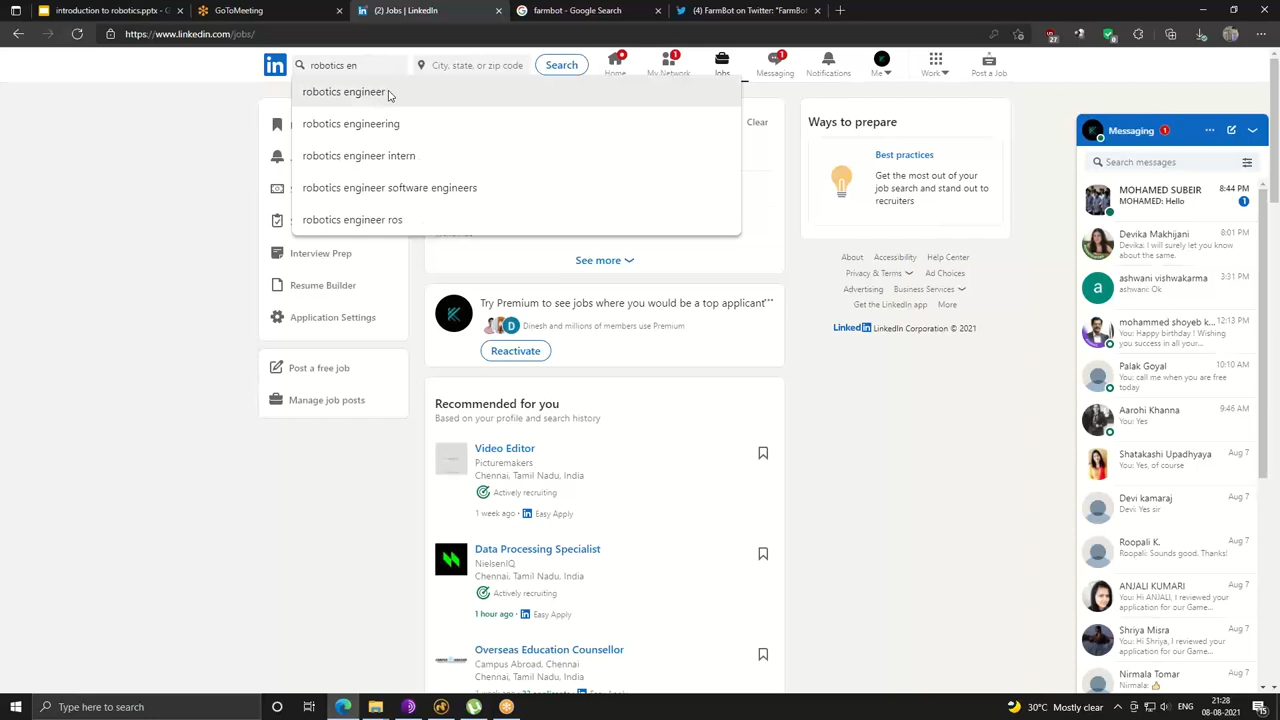 introduction to robotics.pptx - G
GoToMeeting
(2) Jobs | LinkedIn
farmbot - Google Search
(4) FarmBot on Twitter: "FarmBot
https://www.linkedin.com/jobs/
27
in
robotics en
City, state, or zip code
Search
Home
1
My Network
Jobs
1
Messaging
Notifications
Me
Work
Post a Job
robotics engineer
robotics engineering
robotics engineer intern
robotics engineer software engineers
robotics engineer ros
Clear
Interview Prep
Resume Builder
Application Settings
Post a free job
Manage job posts
See more
Try Premium to see jobs where you would be a top applicant
Dinesh and millions of members use Premium
Reactivate
Recommended for you
Based on your profile and search history
Video Editor
Picturemakers
Chennai, Tamil Nadu, India
Actively recruiting
1 week ago · in Easy Apply
Data Processing Specialist
NielsenIQ
Chennai, Tamil Nadu, India
Actively recruiting
1 hour ago · in Easy Apply
Overseas Education Counsellor
Campus Abroad, Chennai
Chennai, Tamil Nadu, India
Ways to prepare
Best practices
Get the most out of your
job search and stand out to
recruiters
About Accessibility Help Center
Privacy & Terms Ad Choices
Advertising Business Services
Get the LinkedIn app More
LinkedIn LinkedIn Corporation © 2021
Messaging 1
Search messages
MOHAMED SUBEIR 8:44 PM
MOHAMED: Hello 1
Devika Makhijani 8:01 PM
Devika: I will surely let you know
about the same.
ashwani vishwakarma 3:31 PM
ashwani: Ok
mohammed shoyeb k... 12:13 PM
You: Happy birthday ! Wishing
you success in all your...
Palak Goyal 10:10 AM
You: call me when you are free
today
Aarohi Khanna 9:46 AM
You: Yes
Shatakashi Upadhyaya Aug 7
You: Yes, of course
Devi kamaraj Aug 7
Devi: Yes sir
Roopali K. Aug 7
Roopali: Sounds good. Thanks!
ANJALI KUMARI Aug 7
You: Hi ANJALI, I reviewed your
application for our Game...
Shriya Misra Aug 7
You: Hi Shriya, I reviewed your
application for our Game...
Nirmala Tomar Aug 7
Nirmala: 👍
Type here to search
30°C Mostly clear
ENG
21:28
08-08-2021
15